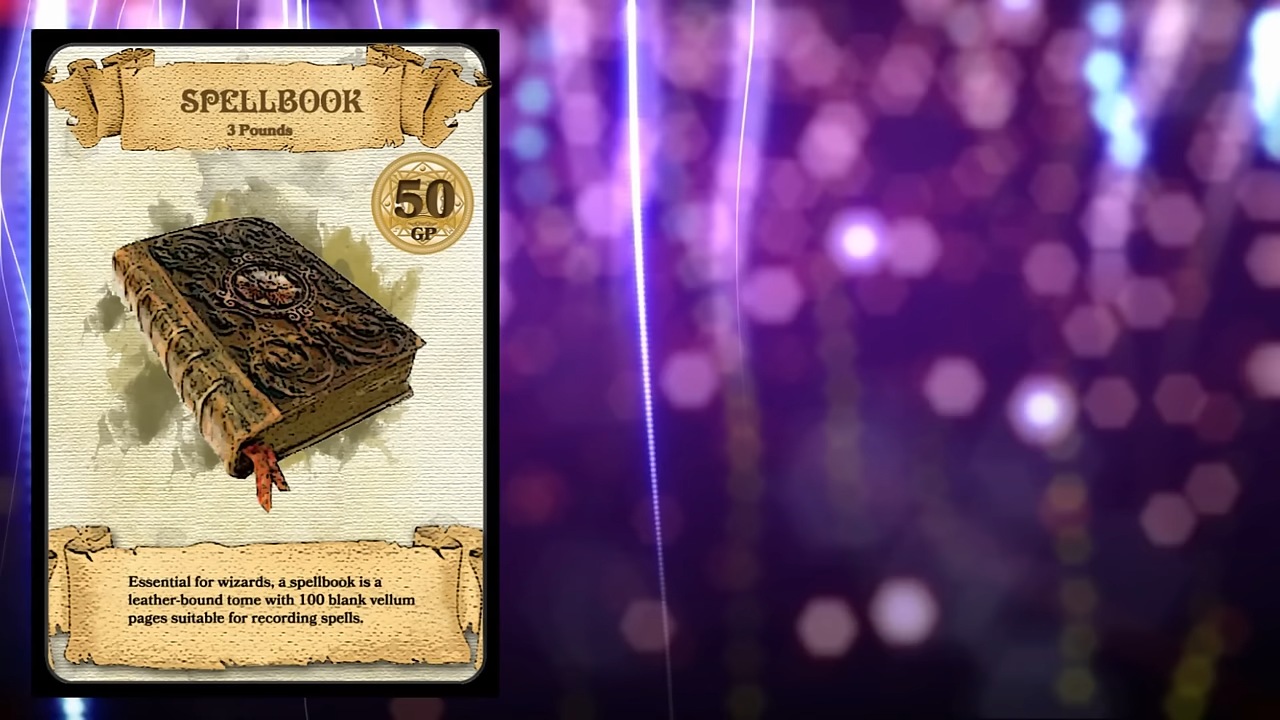 SPELLBOOK
3 Pounds
50
GP
Essential for wizards, a spellbook is a
leather-bound tome with 100 blank vellum
pages suitable for recording spells.